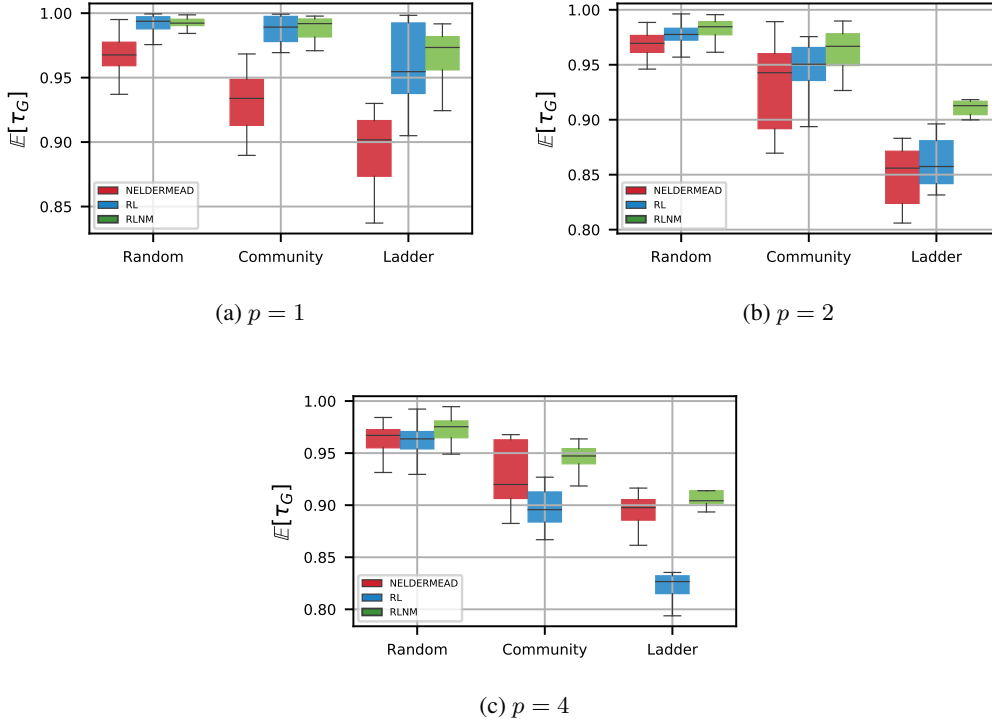 1.00
0.95
0.90
0.85
𝔼[τ_G]
NELDERMEAD
RL
RLNM
Random Community Ladder
(a) p = 1
1.00
0.95
0.90
0.85
0.80
𝔼[τ_G]
NELDERMEAD
RL
RLNM
Random Community Ladder
(b) p = 2
1.00
0.95
0.90
0.85
0.80
𝔼[τ_G]
NELDERMEAD
RL
RLNM
Random Community Ladder
(c) p = 4